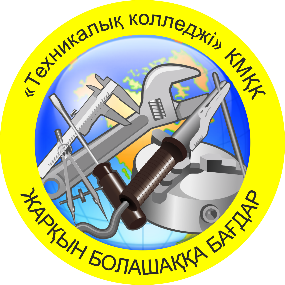 «Техникалық колледжі» КМҚК
ЖАРҚЫН БОЛАШАҚҚА БАҒДАР